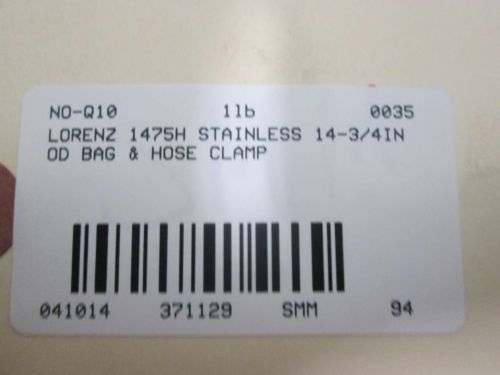 NO-Q10 1lb 0035
LORENZ 1475H STAINLESS 14-3/4IN
OD BAG & HOSE CLAMP
041014 371129 SMM 94